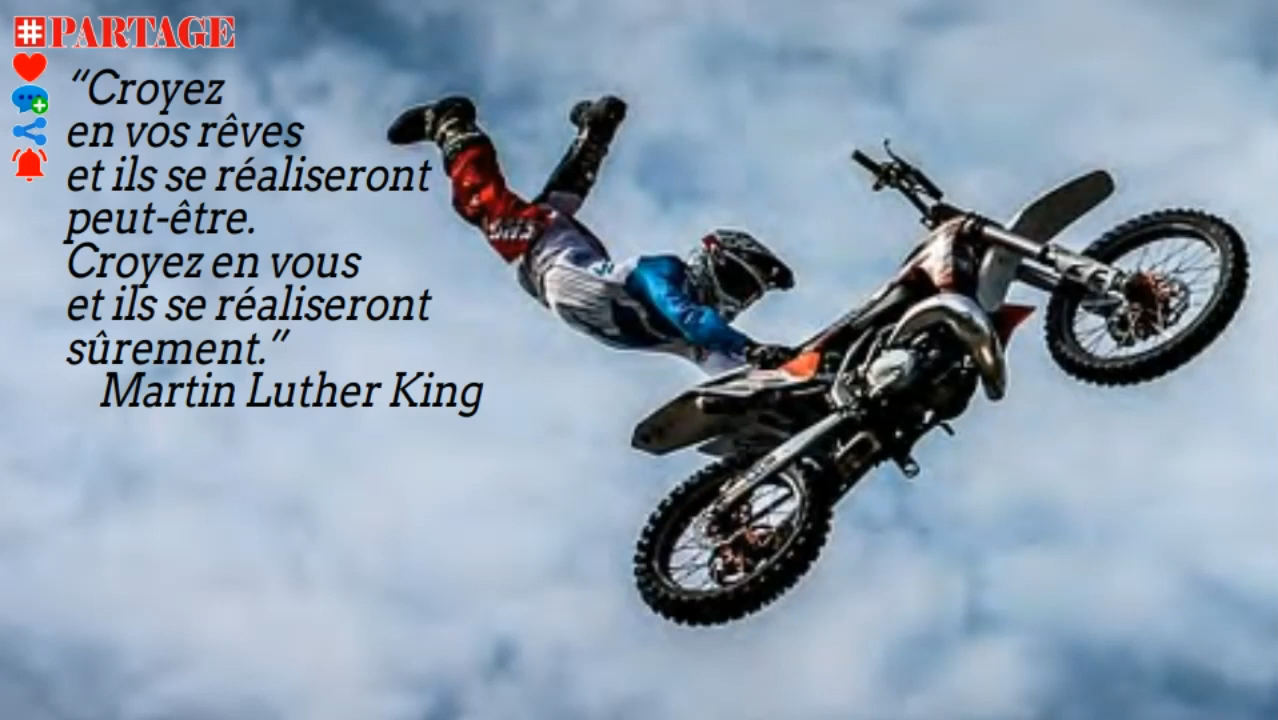 #PARTAGE
“Croyez
en vos rêves
et ils se réaliseront
peut-être.
Croyez en vous
et ils se réaliseront
sûrement.”
Martin Luther King